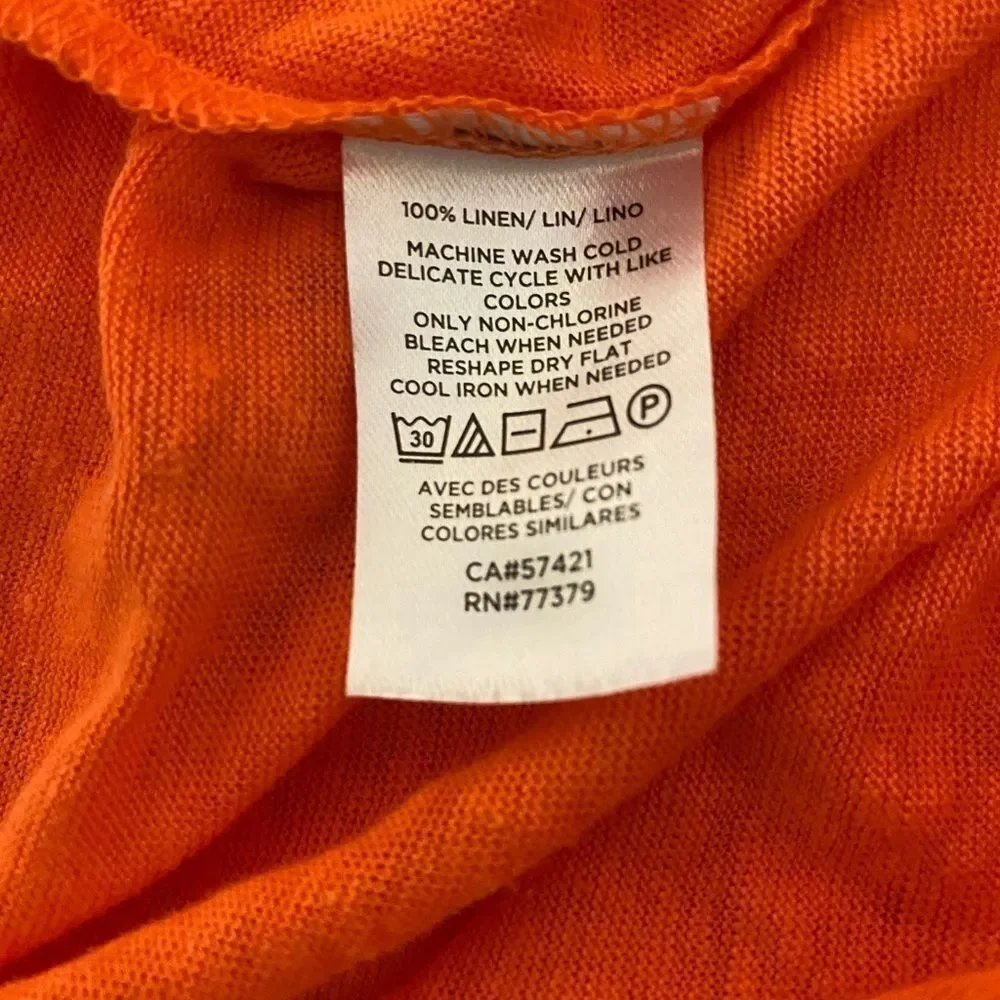 100% LINEN/ LIN/ LINO
MACHINE WASH COLD
DELICATE CYCLE WITH LIKE
COLORS
ONLY NON-CHLORINE
BLEACH WHEN NEEDED
RESHAPE DRY FLAT
COOL IRON WHEN NEEDED
30 P
AVEC DES COULEURS
SEMBLABLES/ CON
COLORES SIMILARES
CA#57421
RN#77379